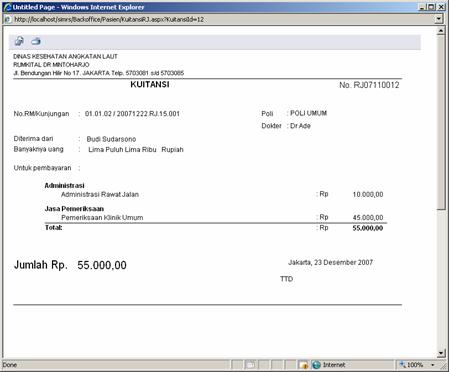 Untitled Page - Windows Internet Explorer
http://localhost/simrs/Backoffice/Pasien/KuitansiRJ.aspx?KuitansiId=12
DINAS KESEHATAN ANGKATAN LAUT
RUMKITAL DR MINTOHARJO
Jl. Bendungan Hilir No 17. JAKARTA Telp. 5703081 s/d 5703085
KUITANSI
No. RJ07110012
No.RM/Kunjungan : 01.01.02 / 20071222.RJ.15.001
Poli : POLI UMUM
Dokter : Dr Ade
Diterima dari : Budi Sudarsono
Banyaknya uang : Lima Puluh Lima Ribu Rupiah
Untuk pembayaran :
Administrasi
Administrasi Rawat Jalan : Rp 10.000,00
Jasa Pemeriksaan
Pemeriksaan Klinik Umum : Rp 45.000,00
Total: : Rp 55.000,00
Jumlah Rp. 55.000,00
Jakarta, 23 Desember 2007
TTD
Done Internet 100%